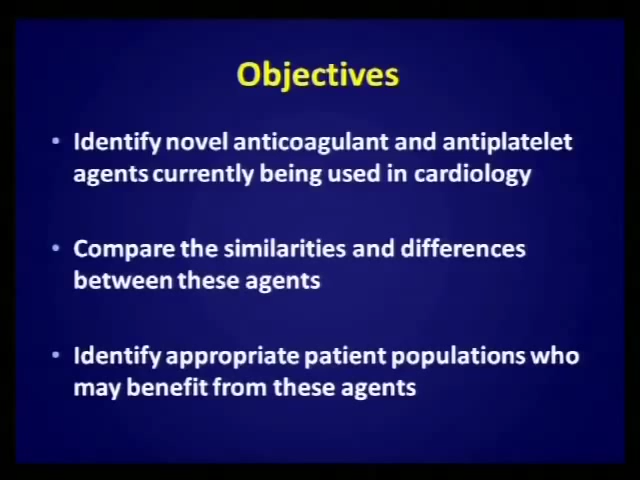 Objectives
• Identify novel anticoagulant and antiplatelet
agents currently being used in cardiology
• Compare the similarities and differences
between these agents
• Identify appropriate patient populations who
may benefit from these agents